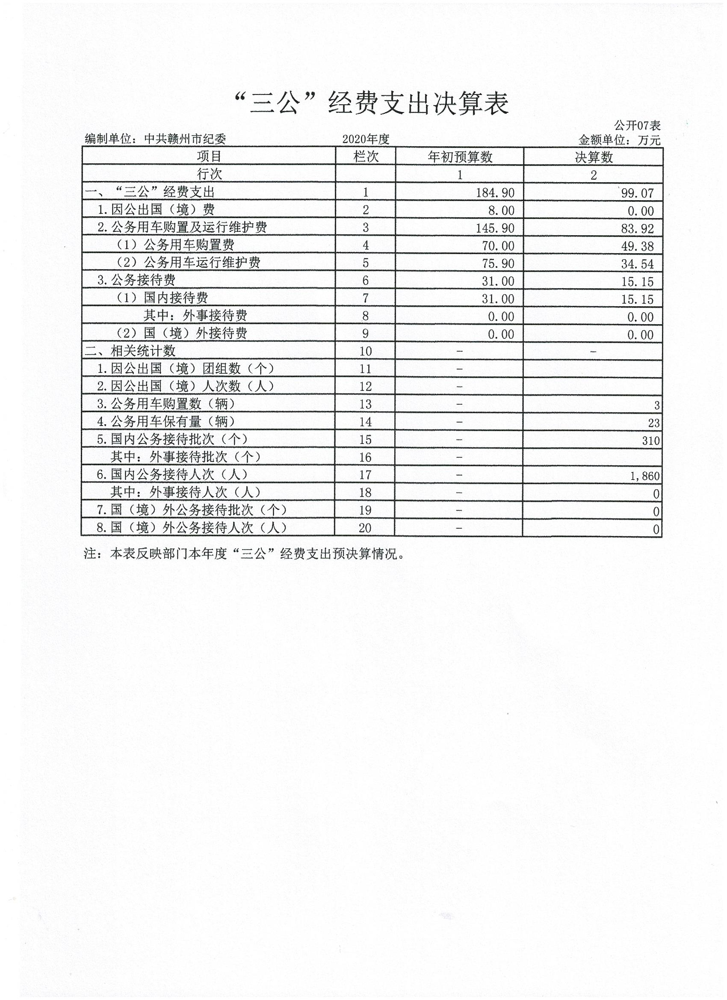 “三公”经费支出决算表
公开07表
编制单位：中共赣州市纪委 2020年度 金额单位：万元
项目 栏次 年初预算数 决算数
行次 1 2
一、“三公”经费支出 1 184.90 99.07
1.因公出国（境）费 2 8.00 0.00
2.公务用车购置及运行维护费 3 145.90 83.92
（1）公务用车购置费 4 70.00 49.38
（2）公务用车运行维护费 5 75.90 34.54
3.公务接待费 6 31.00 15.15
（1）国内接待费 7 31.00 15.15
其中：外事接待费 8 0.00 0.00
（2）国（境）外接待费 9 0.00 0.00
二、相关统计数 10 － －
1.因公出国（境）团组数（个） 11 －
2.因公出国（境）人次数（人） 12 －
3.公务用车购置数（辆） 13 － 3
4.公务用车保有量（辆） 14 － 23
5.国内公务接待批次（个） 15 － 310
其中：外事接待批次（个） 16 －
6.国内公务接待人次（人） 17 － 1,860
其中：外事接待人次（人） 18 － 0
7.国（境）外公务接待批次（个） 19 － 0
8.国（境）外公务接待人次（人） 20 － 0
注：本表反映部门本年度“三公”经费支出预决算情况。